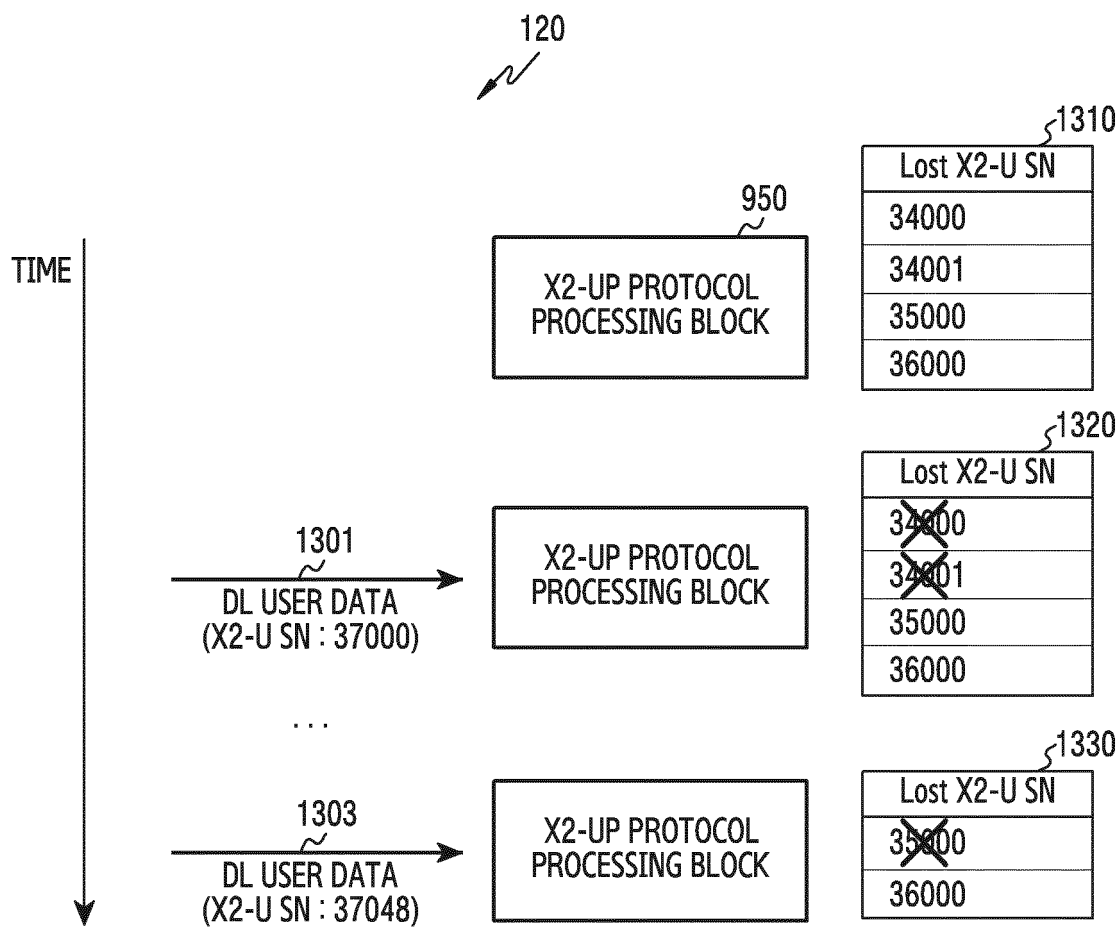 120
1310
Lost X2-U SN
34000
34001
35000
36000
950
X2-UP PROTOCOL
PROCESSING BLOCK
TIME
1320
Lost X2-U SN
34000
34001
35000
36000
1301
DL USER DATA
(X2-U SN : 37000)
X2-UP PROTOCOL
PROCESSING BLOCK
...
1330
Lost X2-U SN
35000
36000
1303
DL USER DATA
(X2-U SN : 37048)
X2-UP PROTOCOL
PROCESSING BLOCK